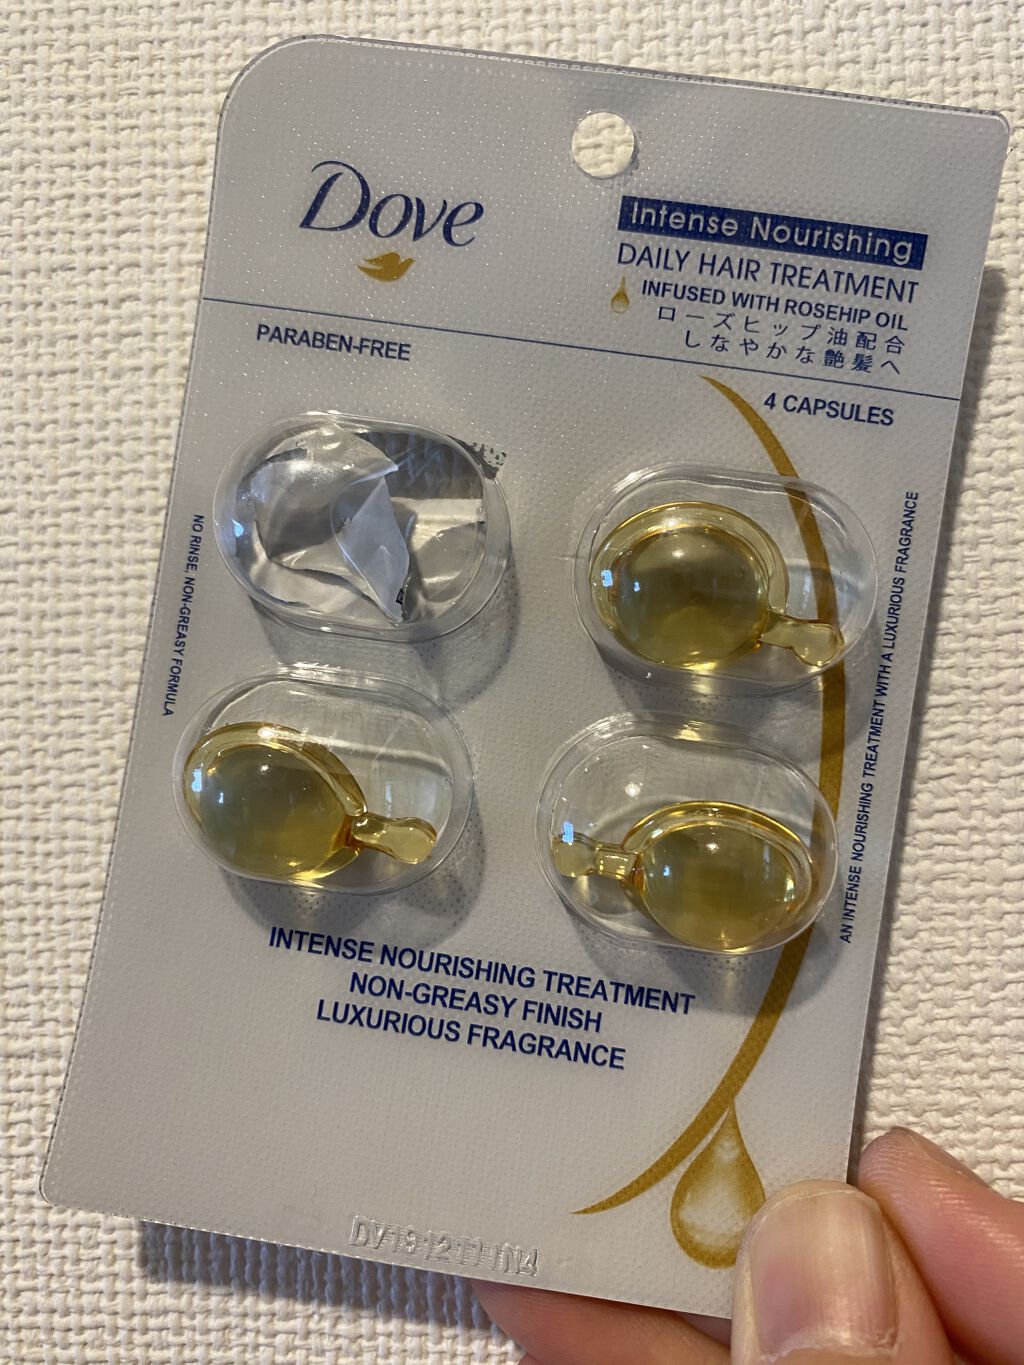 Dove
Intense Nourishing
DAILY HAIR TREATMENT
INFUSED WITH ROSEHIP OIL
ローズヒップ油配合
しなやかな艶髪へ
PARABEN-FREE
4 CAPSULES
NO RINSE, NON-GREASY FORMULA
AN INTENSE NOURISHING TREATMENT WITH A LUXURIOUS FRAGRANCE
INTENSE NOURISHING TREATMENT
NON-GREASY FINISH
LUXURIOUS FRAGRANCE